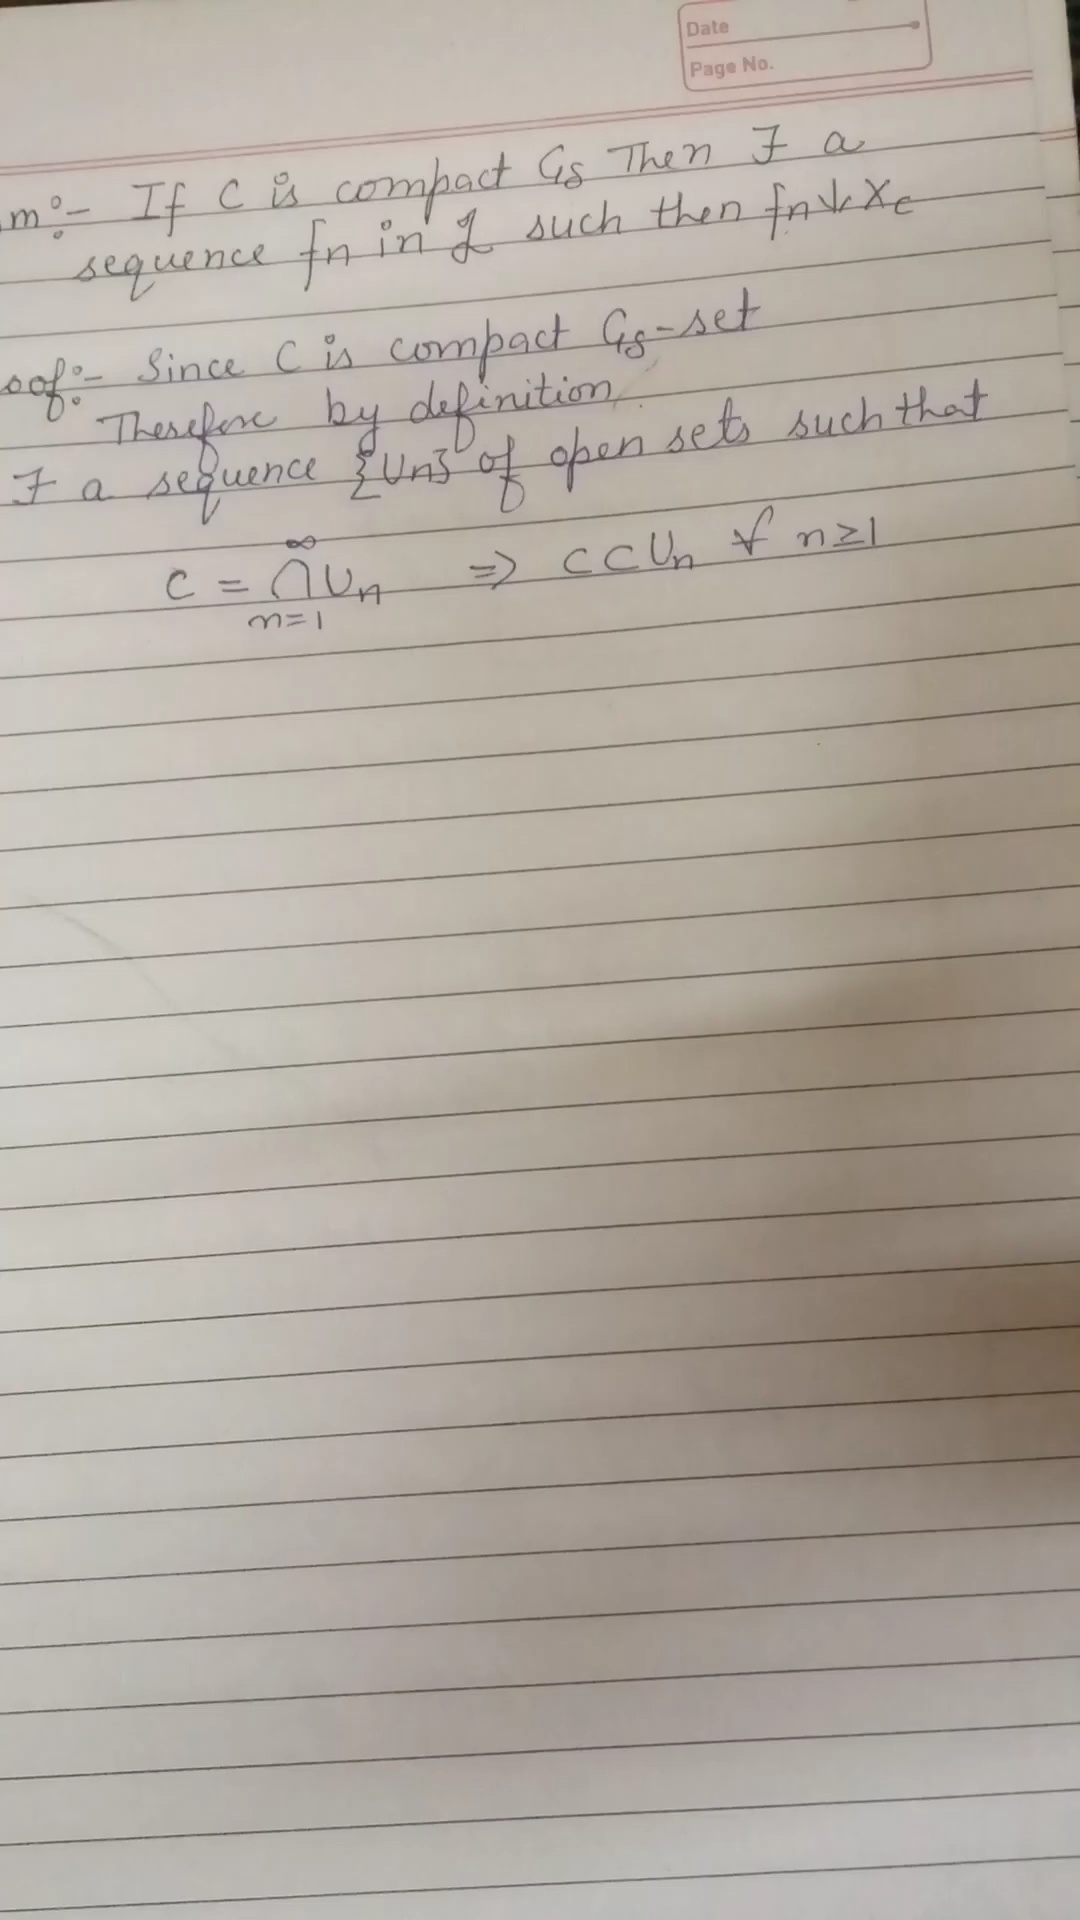 Date
Page No.
m:- If C is compact Gδ Then ∃ a
sequence fn in L such then fn ↓ χc
oof:- Since C is compact Gδ-set
Therefore by definition
∃ a sequence {Un} of open sets such that
C = ∞∩n=1 Un ⇒ C⊂Un ∀ n≥1